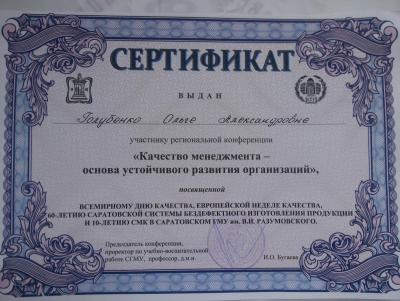 СЕРТИФИКАТ
ВЫДАН
Голубенко Ольге Александровне
участнику региональной конференции
«Качество менеджмента –
основа устойчивого развития организаций»,
посвященной
ВСЕМИРНОМУ ДНЮ КАЧЕСТВА, ЕВРОПЕЙСКОЙ НЕДЕЛЕ КАЧЕСТВА,
60-ЛЕТИЮ САРАТОВСКОЙ СИСТЕМЫ БЕЗДЕФЕКТНОГО ИЗГОТОВЛЕНИЯ ПРОДУКЦИИ
И 10-ЛЕТИЮ СМК В САРАТОВСКОМ ГМУ им. В.И. РАЗУМОВСКОГО.
Председатель конференции,
проректор по учебно-воспитательной
работе СГМУ, профессор, д.м.н.
И.О. Бугаева